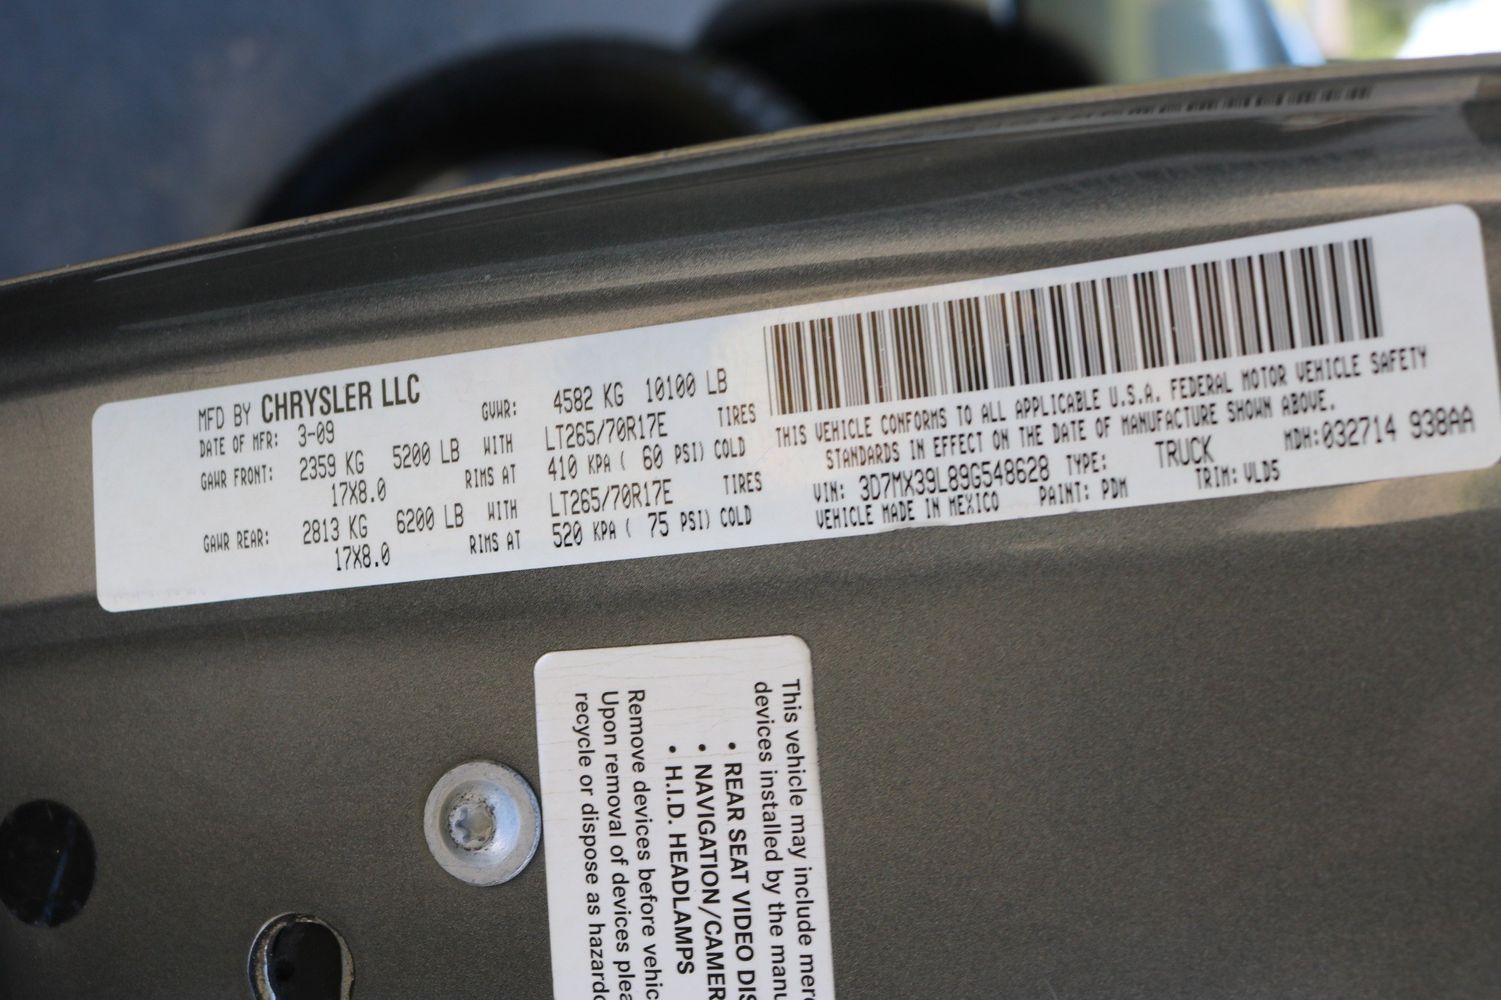 MFD BY CHRYSLER LLC
DATE OF MFR: 3-09
GVWR: 4582 KG 10100 LB
GAWR FRONT: 2359 KG 5200 LB WITH LT265/70R17E TIRES
17X8.0 RIMS AT 410 KPA ( 60 PSI) COLD
GAWR REAR: 2813 KG 6200 LB WITH LT265/70R17E TIRES
17X8.0 RIMS AT 520 KPA ( 75 PSI) COLD
THIS VEHICLE CONFORMS TO ALL APPLICABLE U.S.A. FEDERAL MOTOR VEHICLE SAFETY
STANDARDS IN EFFECT ON THE DATE OF MANUFACTURE SHOWN ABOVE.
VIN: 3D7MX39L89G548628 TYPE: TRUCK MDH:032714 938AA
VEHICLE MADE IN MEXICO PAINT: PDM TRIM: VLD5
This vehicle may include merc
devices installed by the manu
• REAR SEAT VIDEO DIS
• NAVIGATION/CAMER
• H.I.D. HEADLAMPS
Remove devices before vehic
Upon removal of devices plea
recycle or dispose as hazardo